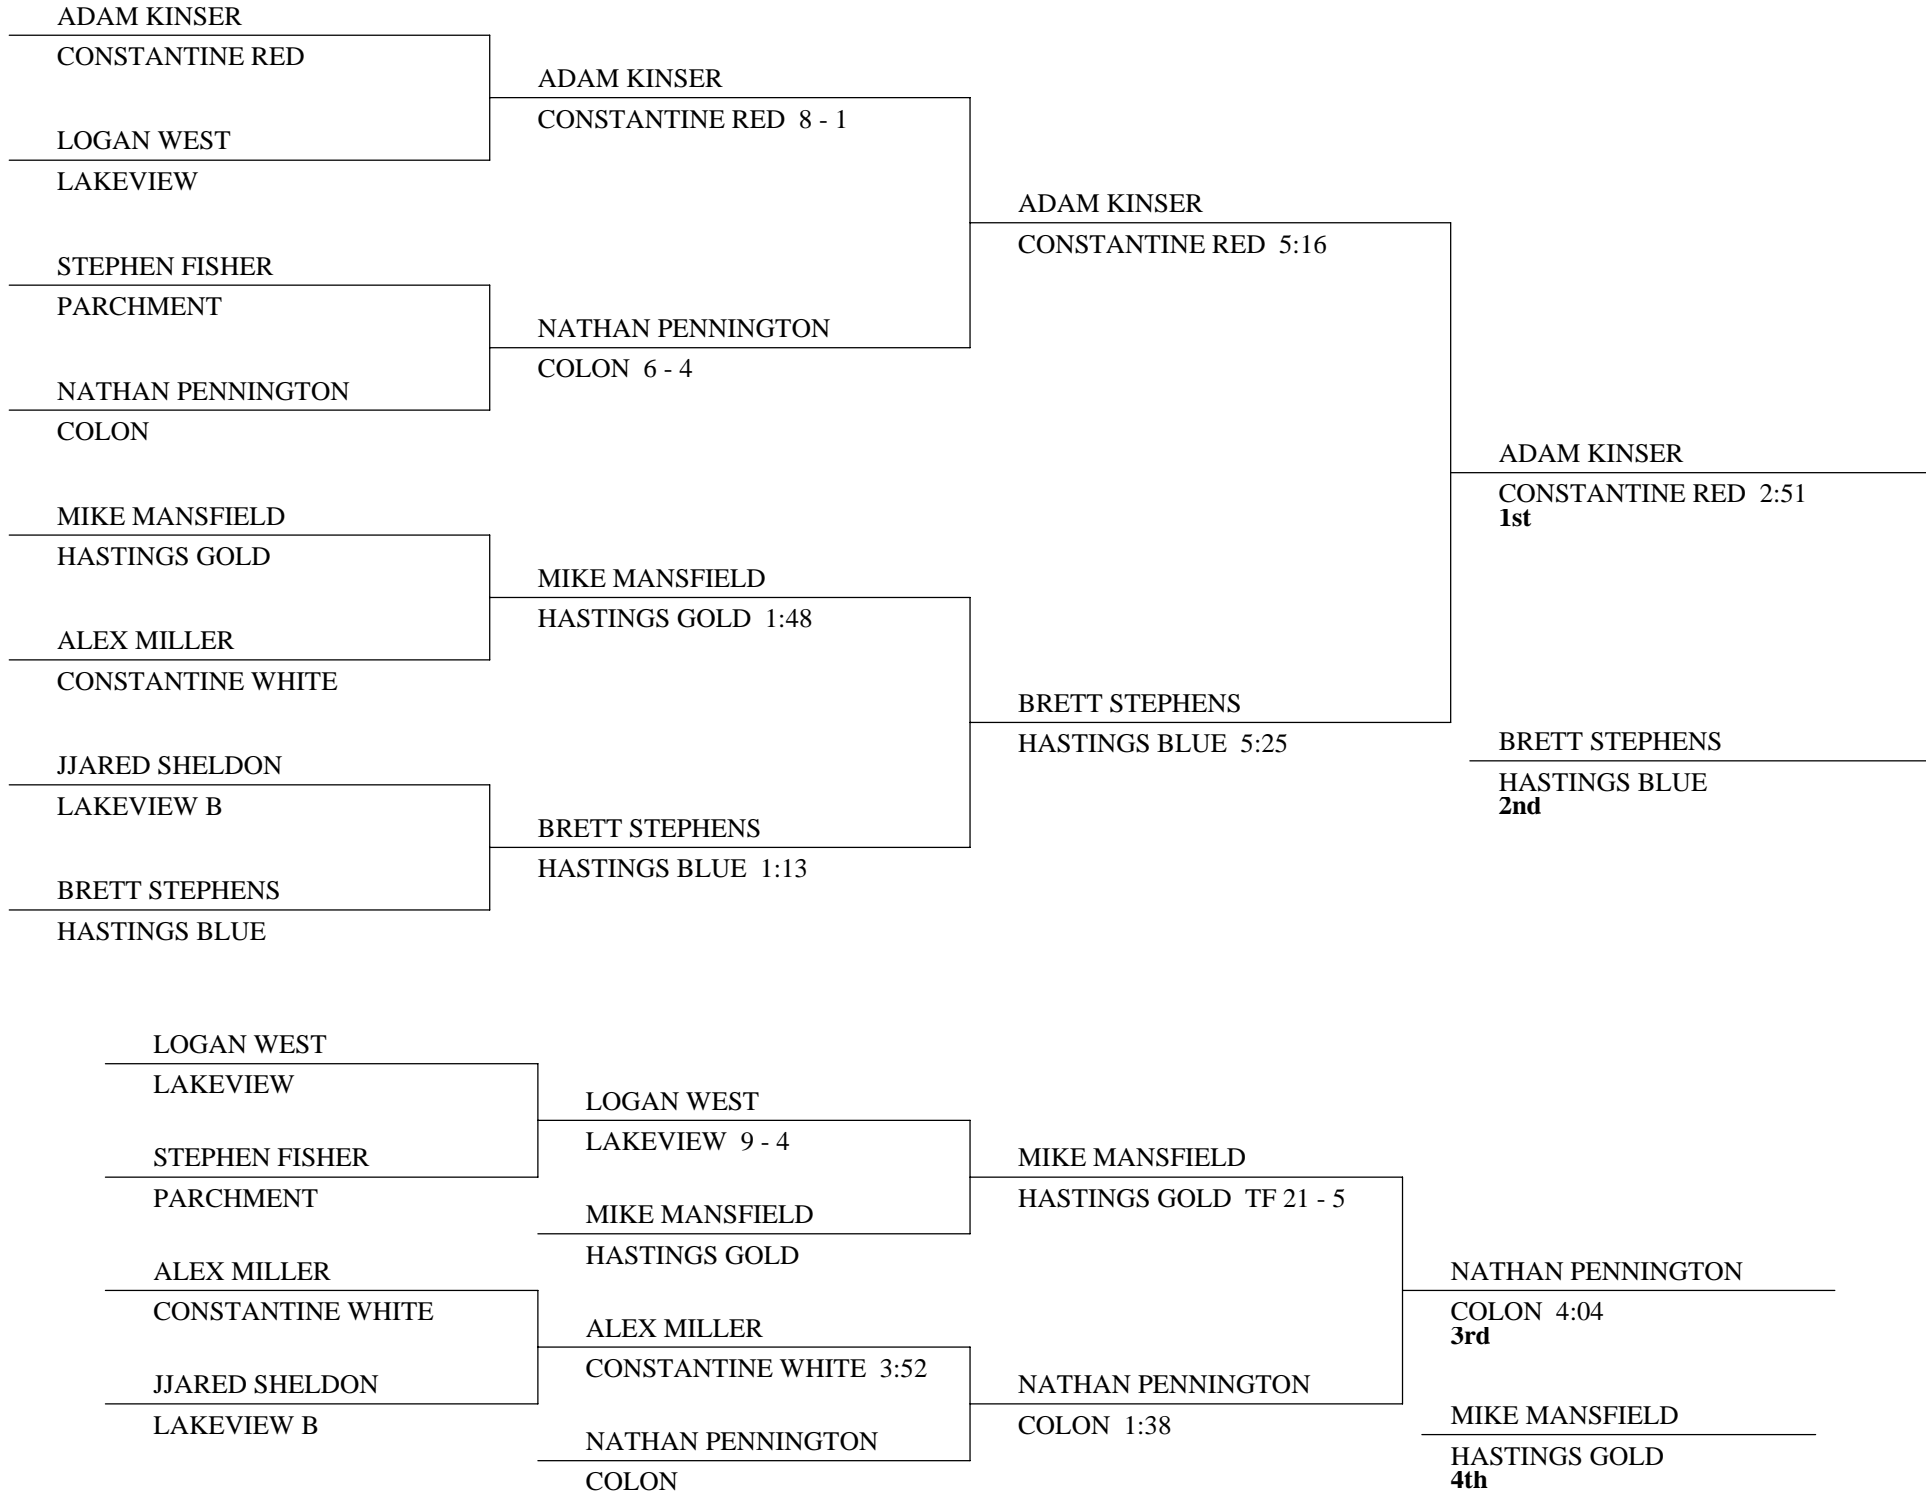 ADAM KINSER
CONSTANTINE RED
LOGAN WEST
LAKEVIEW
STEPHEN FISHER
PARCHMENT
NATHAN PENNINGTON
COLON
MIKE MANSFIELD
HASTINGS GOLD
ALEX MILLER
CONSTANTINE WHITE
JJARED SHELDON
LAKEVIEW B
BRETT STEPHENS
HASTINGS BLUE
ADAM KINSER
CONSTANTINE RED 8 - 1
NATHAN PENNINGTON
COLON 6 - 4
MIKE MANSFIELD
HASTINGS GOLD 1:48
BRETT STEPHENS
HASTINGS BLUE 1:13
ADAM KINSER
CONSTANTINE RED 5:16
BRETT STEPHENS
HASTINGS BLUE 5:25
ADAM KINSER
CONSTANTINE RED 2:51
1st
BRETT STEPHENS
HASTINGS BLUE
2nd
LOGAN WEST
LAKEVIEW
STEPHEN FISHER
PARCHMENT
ALEX MILLER
CONSTANTINE WHITE
JJARED SHELDON
LAKEVIEW B
LOGAN WEST
LAKEVIEW 9 - 4
MIKE MANSFIELD
HASTINGS GOLD
ALEX MILLER
CONSTANTINE WHITE 3:52
NATHAN PENNINGTON
COLON
MIKE MANSFIELD
HASTINGS GOLD TF 21 - 5
NATHAN PENNINGTON
COLON 1:38
NATHAN PENNINGTON
COLON 4:04
3rd
MIKE MANSFIELD
HASTINGS GOLD
4th